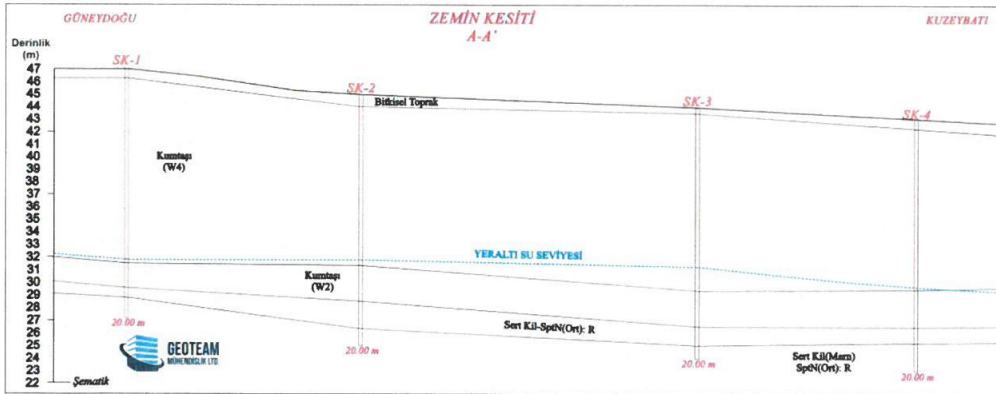 GÜNEYDOĞU
ZEMİN KESİTİ
A-A'
KUZEYBATI
Derinlik
(m)
SK-1
SK-2
SK-3
SK-4
47
46
45
44
43
42
41
40
39
38
37
36
35
34
33
32
31
30
29
28
27
26
25
24
23
22
Bitkisel Toprak
Kumtaşı
(W4)
YERALTI SU SEVİYESİ
Kumtaşı
(W2)
Sert Kil-SptN(Ort): R
Sert Kil(Marn)
SptN(Ort): R
20.00 m
20.00 m
20.00 m
20.00 m
GEOTEAM
MÜHENDİSLİK LTD.
Şematik